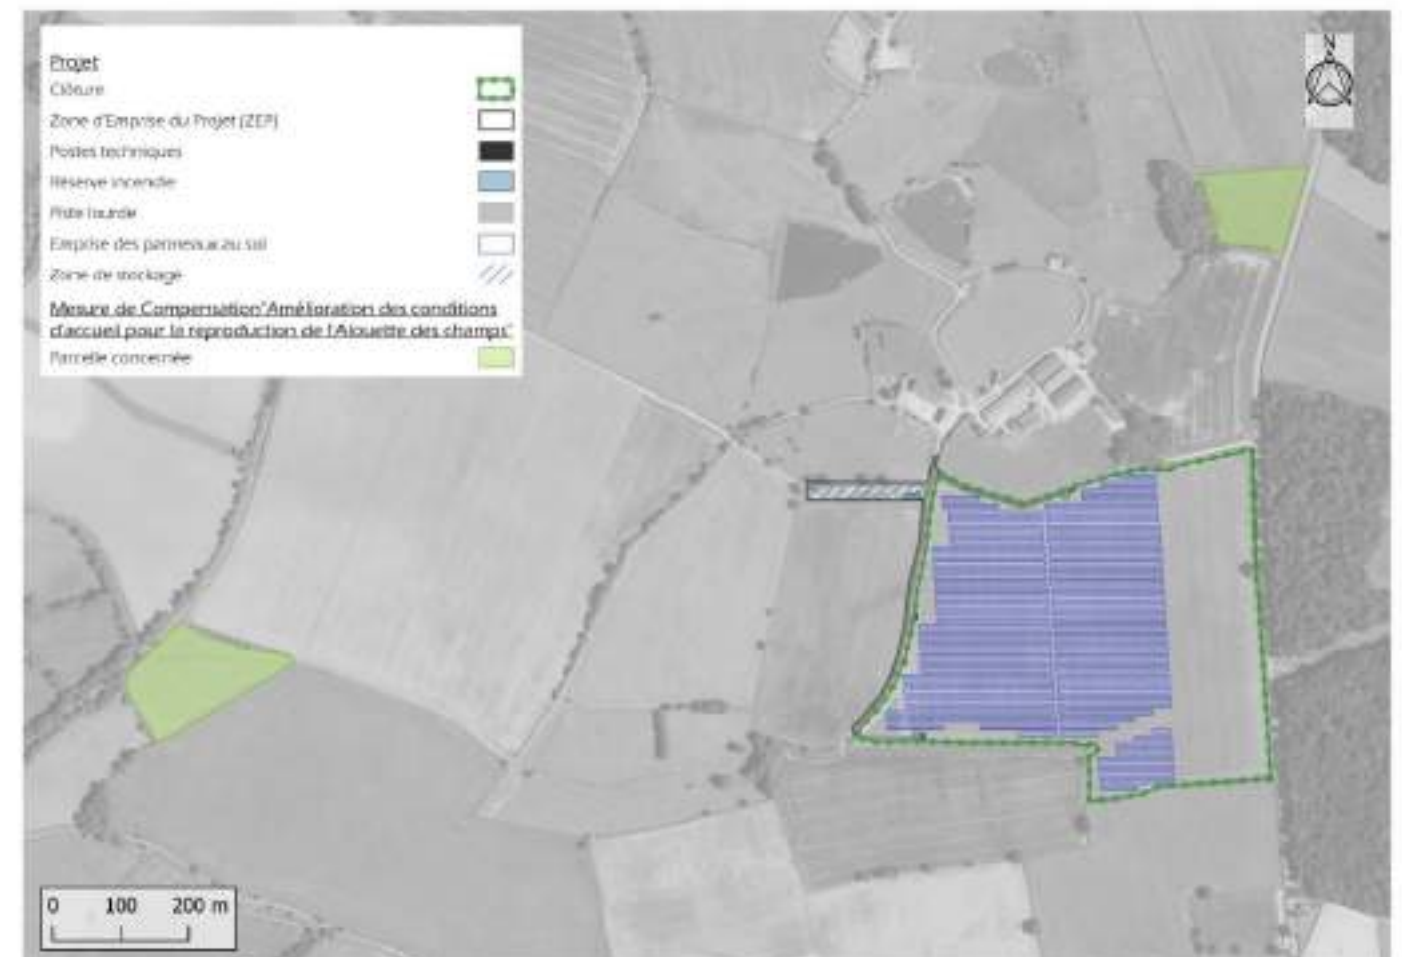 Projet
Clôture
Zone d'Emprise du Projet (ZEP)
Postes techniques
Réserve incendie
Piste lourde
Emprise des panneaux au sol
Zone de stockage
Mesure de Compensation"Amélioration des conditions
d'accueil pour la reproduction de l'Alouette des champs"
Parcelle concernée
N
0 100 200 m